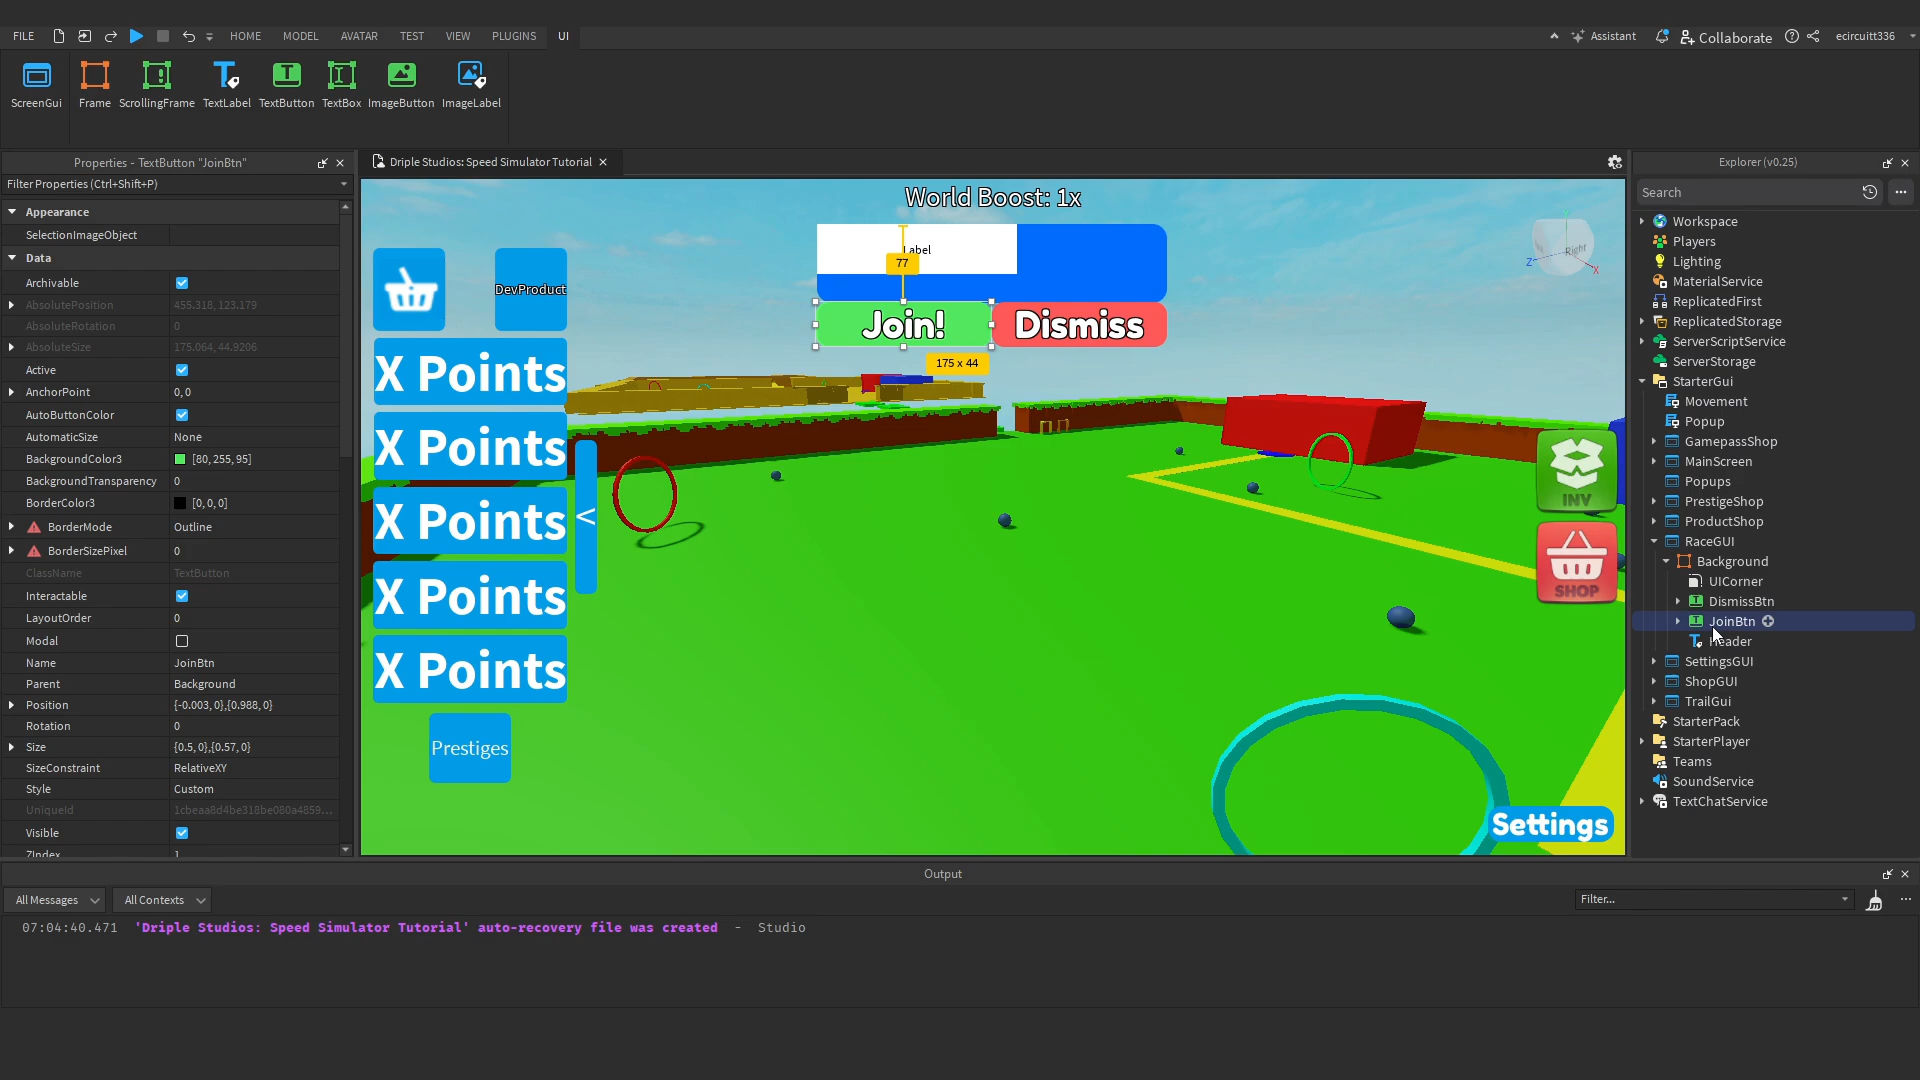 FILE HOME MODEL AVATAR TEST VIEW PLUGINS UI Assistant Collaborate ecircuitt336
ScreenGui Frame ScrollingFrame TextLabel TextButton TextBox ImageButton ImageLabel
Properties - TextButton "JoinBtn"
Filter Properties (Ctrl+Shift+P)
Appearance
SelectionImageObject
Data
Archivable
AbsolutePosition 455.318, 123.179
AbsoluteRotation 0
AbsoluteSize 175.064, 44.9206
Active
AnchorPoint 0, 0
AutoButtonColor
AutomaticSize None
BackgroundColor3 [80, 255, 95]
BackgroundTransparency 0
BorderColor3 [0, 0, 0]
BorderMode Outline
BorderSizePixel 0
ClassName TextButton
Interactable
LayoutOrder 0
Modal
Name JoinBtn
Parent Background
Position {-0.003, 0},{0.988, 0}
Rotation 0
Size {0.5, 0},{0.57, 0}
SizeConstraint RelativeXY
Style Custom
UniqueId 1cbeaa8d4be318be080a4859...
Visible
ZIndex 1
Driple Studios: Speed Simulator Tutorial
World Boost: 1x
Label
77
DevProduct
Join! Dismiss
175 x 44
X Points
X Points
X Points
<
X Points
X Points
Prestiges
INV
SHOP
Settings
Y
Right
Z
X
Explorer (v0.25)
Search
Workspace
Players
Lighting
MaterialService
ReplicatedFirst
ReplicatedStorage
ServerScriptService
ServerStorage
StarterGui
Movement
Popup
GamepassShop
MainScreen
Popups
PrestigeShop
ProductShop
RaceGUI
Background
UICorner
DismissBtn
JoinBtn
Header
SettingsGUI
ShopGUI
TrailGui
StarterPack
StarterPlayer
Teams
SoundService
TextChatService
Output
All Messages All Contexts Filter...
07:04:40.471 'Driple Studios: Speed Simulator Tutorial' auto-recovery file was created - Studio